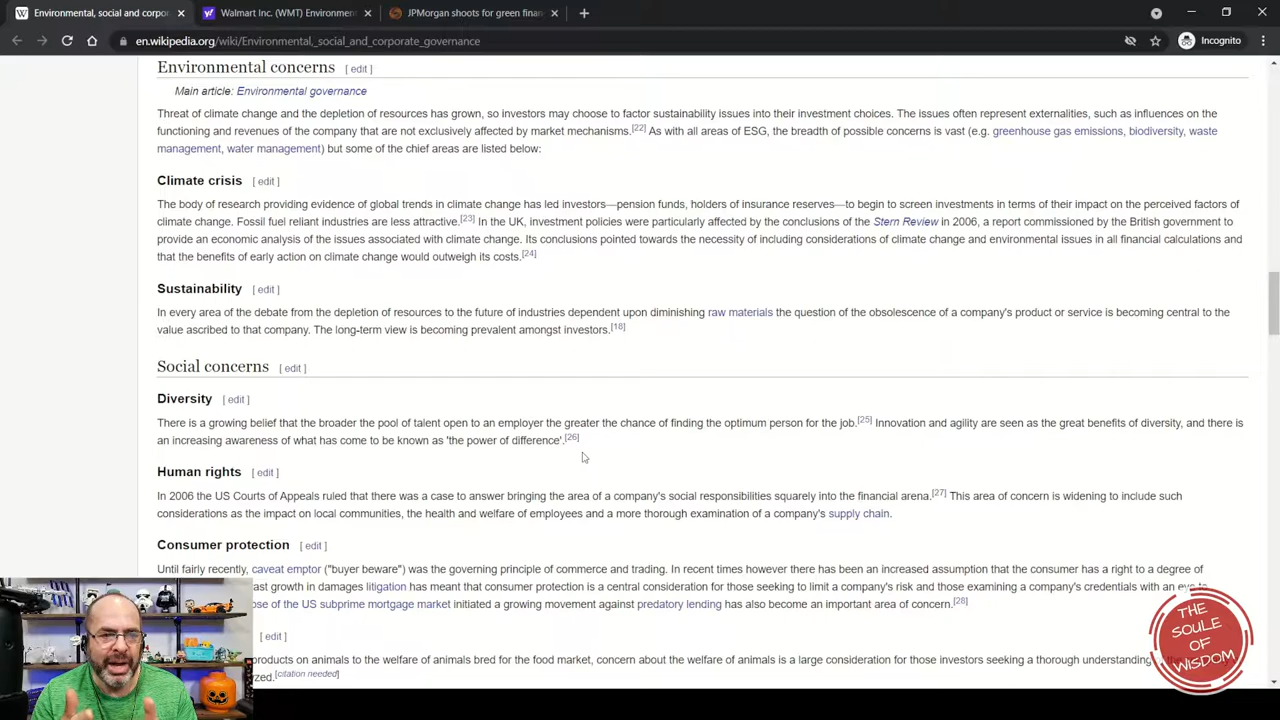 Environmental, social and corpor
Walmart Inc. (WMT) Environmen
JPMorgan shoots for green finan
en.wikipedia.org/wiki/Environmental,_social_and_corporate_governance
Incognito
Environmental concerns [ edit ]
Main article: Environmental governance
Threat of climate change and the depletion of resources has grown, so investors may choose to factor sustainability issues into their investment choices. The issues often represent externalities, such as influences on the
functioning and revenues of the company that are not exclusively affected by market mechanisms.[22] As with all areas of ESG, the breadth of possible concerns is vast (e.g. greenhouse gas emissions, biodiversity, waste
management, water management) but some of the chief areas are listed below:
Climate crisis [ edit ]
The body of research providing evidence of global trends in climate change has led investors—pension funds, holders of insurance reserves—to begin to screen investments in terms of their impact on the perceived factors of
climate change. Fossil fuel reliant industries are less attractive.[23] In the UK, investment policies were particularly affected by the conclusions of the Stern Review in 2006, a report commissioned by the British government to
provide an economic analysis of the issues associated with climate change. Its conclusions pointed towards the necessity of including considerations of climate change and environmental issues in all financial calculations and
that the benefits of early action on climate change would outweigh its costs.[24]
Sustainability [ edit ]
In every area of the debate from the depletion of resources to the future of industries dependent upon diminishing raw materials the question of the obsolescence of a company's product or service is becoming central to the
value ascribed to that company. The long-term view is becoming prevalent amongst investors.[18]
Social concerns [ edit ]
Diversity [ edit ]
There is a growing belief that the broader the pool of talent open to an employer the greater the chance of finding the optimum person for the job.[25] Innovation and agility are seen as the great benefits of diversity, and there is
an increasing awareness of what has come to be known as 'the power of difference'.[26]
Human rights [ edit ]
In 2006 the US Courts of Appeals ruled that there was a case to answer bringing the area of a company's social responsibilities squarely into the financial arena.[27] This area of concern is widening to include such
considerations as the impact on local communities, the health and welfare of employees and a more thorough examination of a company's supply chain.
Consumer protection [ edit ]
Until fairly recently, caveat emptor ("buyer beware") was the governing principle of commerce and trading. In recent times however there has been an increased assumption that the consumer has a right to a degree of
ast growth in damages litigation has meant that consumer protection is a central consideration for those seeking to limit a company's risk and those examining a company's credentials with an eye to
ose of the US subprime mortgage market initiated a growing movement against predatory lending has also become an important area of concern.[28]
[ edit ]
products on animals to the welfare of animals bred for the food market, concern about the welfare of animals is a large consideration for those investors seeking a thorough understanding
yzed.[citation needed]
THE
SOULE
OF
WISDOM